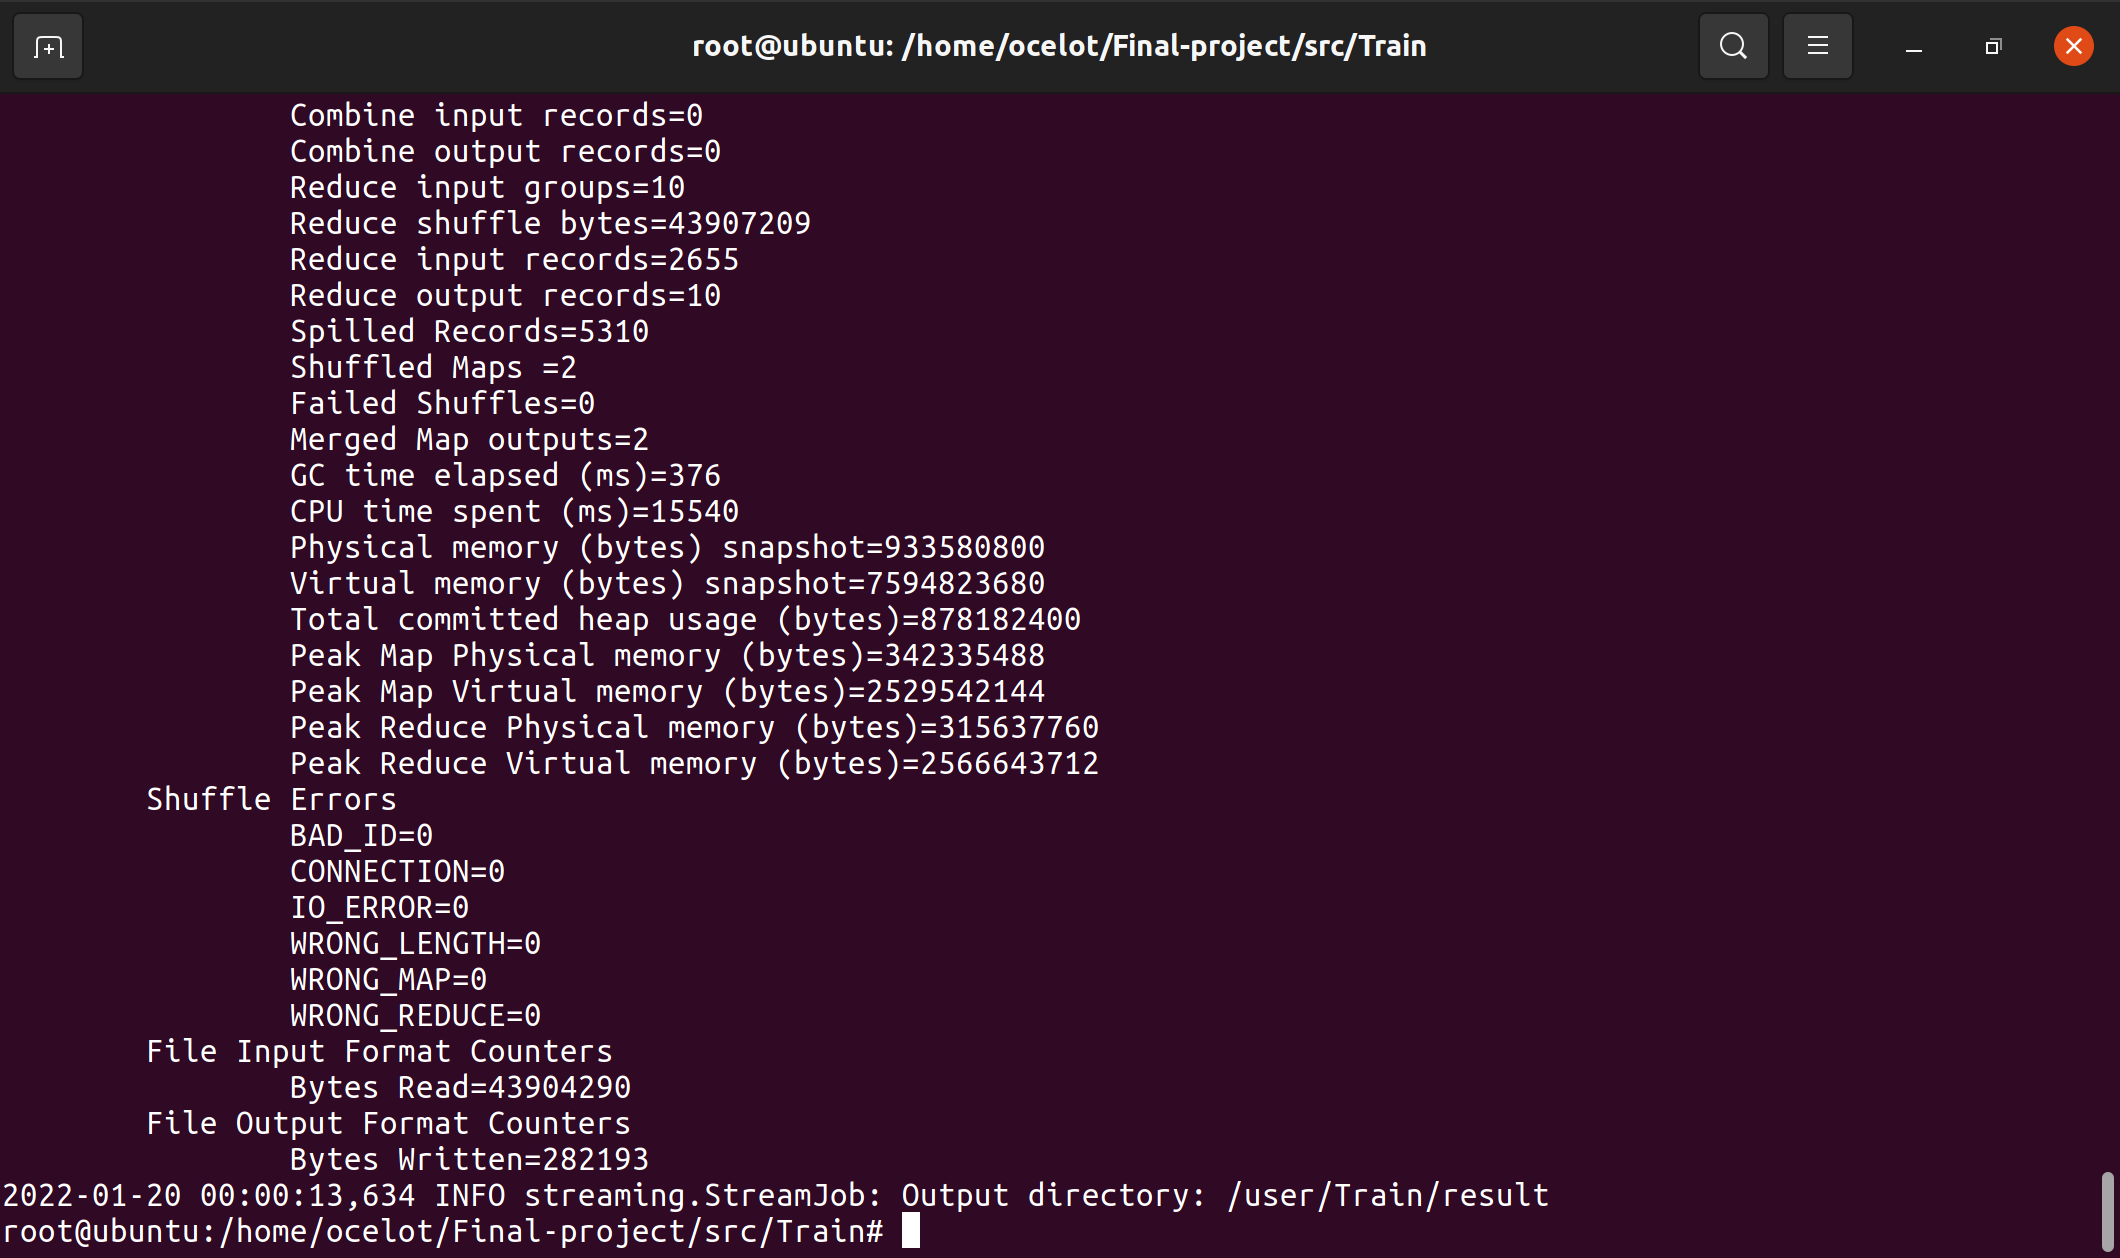 root@ubuntu: /home/ocelot/Final-project/src/Train
Combine input records=0
Combine output records=0
Reduce input groups=10
Reduce shuffle bytes=43907209
Reduce input records=2655
Reduce output records=10
Spilled Records=5310
Shuffled Maps =2
Failed Shuffles=0
Merged Map outputs=2
GC time elapsed (ms)=376
CPU time spent (ms)=15540
Physical memory (bytes) snapshot=933580800
Virtual memory (bytes) snapshot=7594823680
Total committed heap usage (bytes)=878182400
Peak Map Physical memory (bytes)=342335488
Peak Map Virtual memory (bytes)=2529542144
Peak Reduce Physical memory (bytes)=315637760
Peak Reduce Virtual memory (bytes)=2566643712
Shuffle Errors
BAD_ID=0
CONNECTION=0
IO_ERROR=0
WRONG_LENGTH=0
WRONG_MAP=0
WRONG_REDUCE=0
File Input Format Counters
Bytes Read=43904290
File Output Format Counters
Bytes Written=282193
2022-01-20 00:00:13,634 INFO streaming.StreamJob: Output directory: /user/Train/result
root@ubuntu:/home/ocelot/Final-project/src/Train#